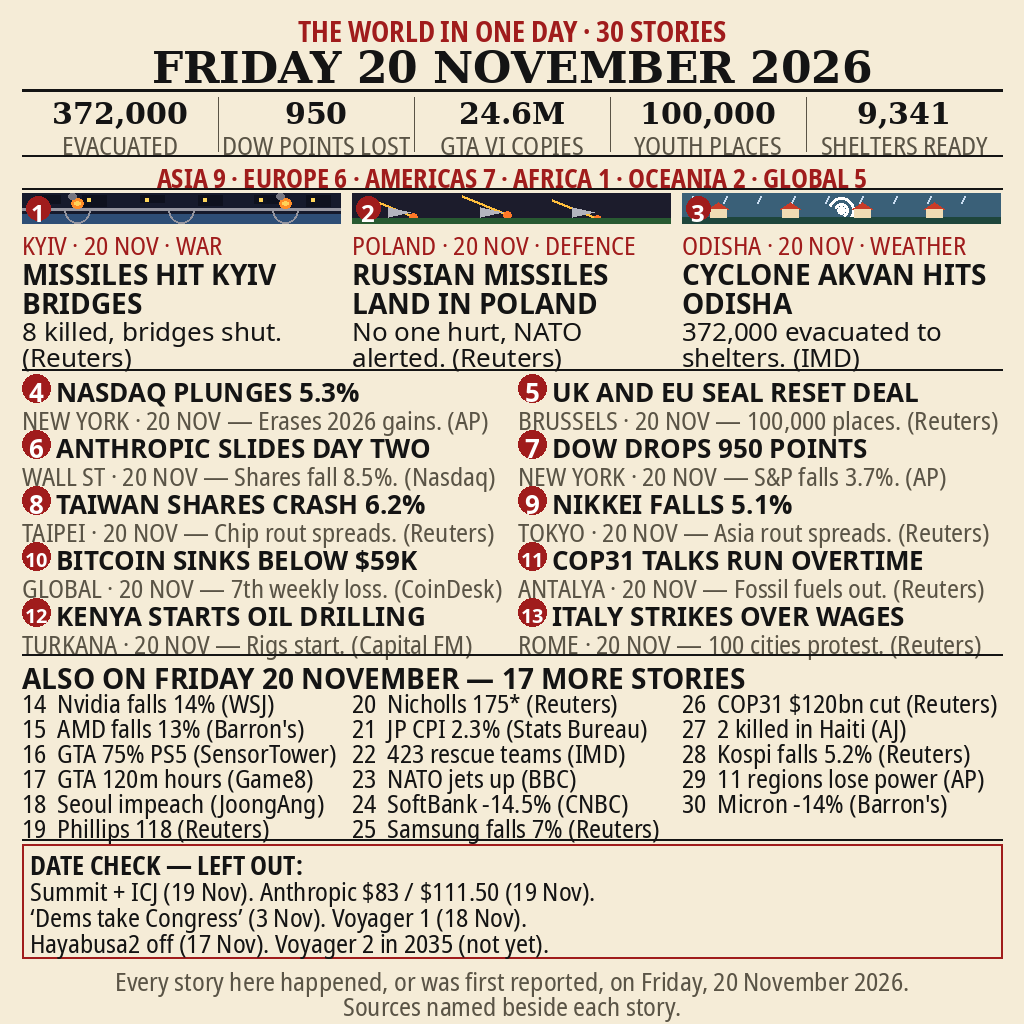 THE WORLD IN ONE DAY · 30 STORIES
FRIDAY 20 NOVEMBER 2026
372,000
EVACUATED
950
DOW POINTS LOST
24.6M
GTA VI COPIES
100,000
YOUTH PLACES
9,341
SHELTERS READY
ASIA 9 · EUROPE 6 · AMERICAS 7 · AFRICA 1 · OCEANIA 2 · GLOBAL 5
1
KYIV · 20 NOV · WAR
MISSILES HIT KYIV
BRIDGES
8 killed, bridges shut.
(Reuters)
2
POLAND · 20 NOV · DEFENCE
RUSSIAN MISSILES
LAND IN POLAND
No one hurt, NATO
alerted. (Reuters)
3
ODISHA · 20 NOV · WEATHER
CYCLONE AKVAN HITS
ODISHA
372,000 evacuated to
shelters. (IMD)
4 NASDAQ PLUNGES 5.3%
NEW YORK · 20 NOV — Erases 2026 gains. (AP)
5 UK AND EU SEAL RESET DEAL
BRUSSELS · 20 NOV — 100,000 places. (Reuters)
6 ANTHROPIC SLIDES DAY TWO
WALL ST · 20 NOV — Shares fall 8.5%. (Nasdaq)
7 DOW DROPS 950 POINTS
NEW YORK · 20 NOV — S&P falls 3.7%. (AP)
8 TAIWAN SHARES CRASH 6.2%
TAIPEI · 20 NOV — Chip rout spreads. (Reuters)
9 NIKKEI FALLS 5.1%
TOKYO · 20 NOV — Asia rout spreads. (Reuters)
10 BITCOIN SINKS BELOW $59K
GLOBAL · 20 NOV — 7th weekly loss. (CoinDesk)
11 COP31 TALKS RUN OVERTIME
ANTALYA · 20 NOV — Fossil fuels out. (Reuters)
12 KENYA STARTS OIL DRILLING
TURKANA · 20 NOV — Rigs start. (Capital FM)
13 ITALY STRIKES OVER WAGES
ROME · 20 NOV — 100 cities protest. (Reuters)
ALSO ON FRIDAY 20 NOVEMBER — 17 MORE STORIES
14 Nvidia falls 14% (WSJ)
15 AMD falls 13% (Barron's)
16 GTA 75% PS5 (SensorTower)
17 GTA 120m hours (Game8)
18 Seoul impeach (JoongAng)
19 Phillips 118 (Reuters)
20 Nicholls 175* (Reuters)
21 JP CPI 2.3% (Stats Bureau)
22 423 rescue teams (IMD)
23 NATO jets up (BBC)
24 SoftBank -14.5% (CNBC)
25 Samsung falls 7% (Reuters)
26 COP31 $120bn cut (Reuters)
27 2 killed in Haiti (AJ)
28 Kospi falls 5.2% (Reuters)
29 11 regions lose power (AP)
30 Micron -14% (Barron's)
DATE CHECK — LEFT OUT:
Summit + ICJ (19 Nov). Anthropic $83 / $111.50 (19 Nov).
‘Dems take Congress’ (3 Nov). Voyager 1 (18 Nov).
Hayabusa2 off (17 Nov). Voyager 2 in 2035 (not yet).
Every story here happened, or was first reported, on Friday, 20 November 2026.
Sources named beside each story.